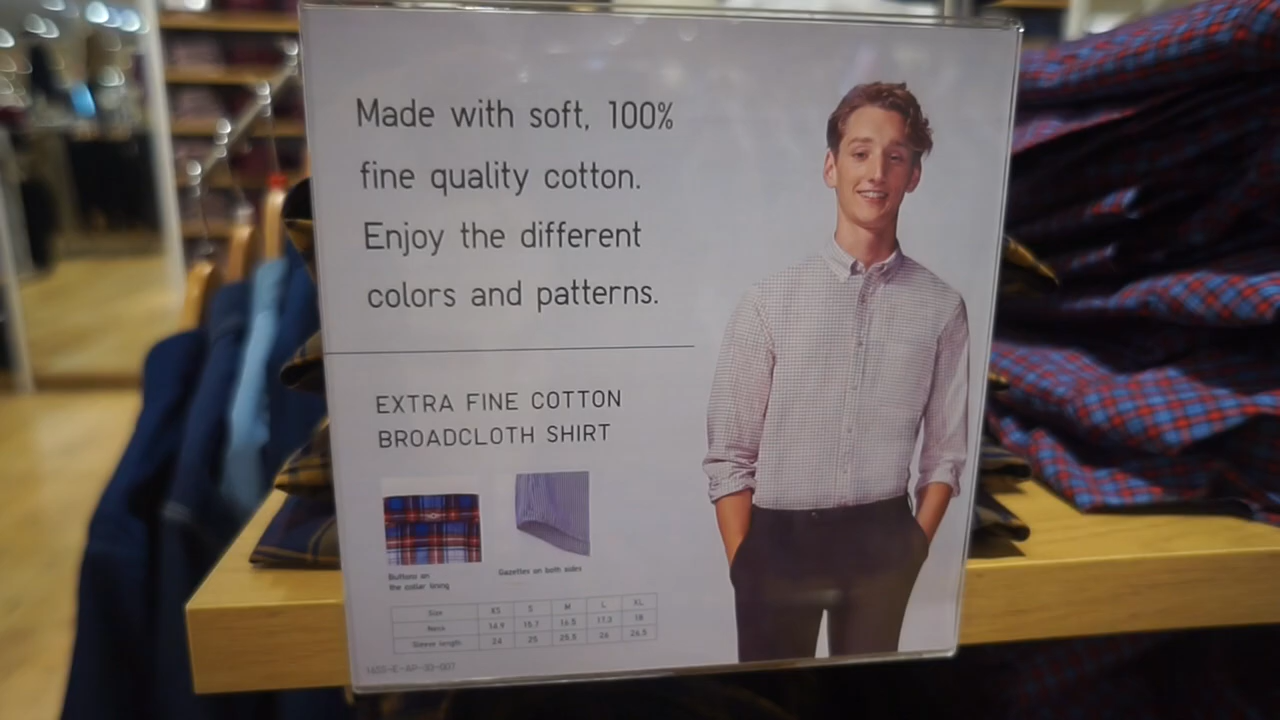 Made with soft, 100%
fine quality cotton.
Enjoy the different
colors and patterns.
EXTRA FINE COTTON
BROADCLOTH SHIRT
Buttons on
the collar lining
Gazettes on both sides
Size XS S M L XL
Neck 14.9 15.7 16.5 17.3 18
Sleeve length 24 25 25.5 26 26.5